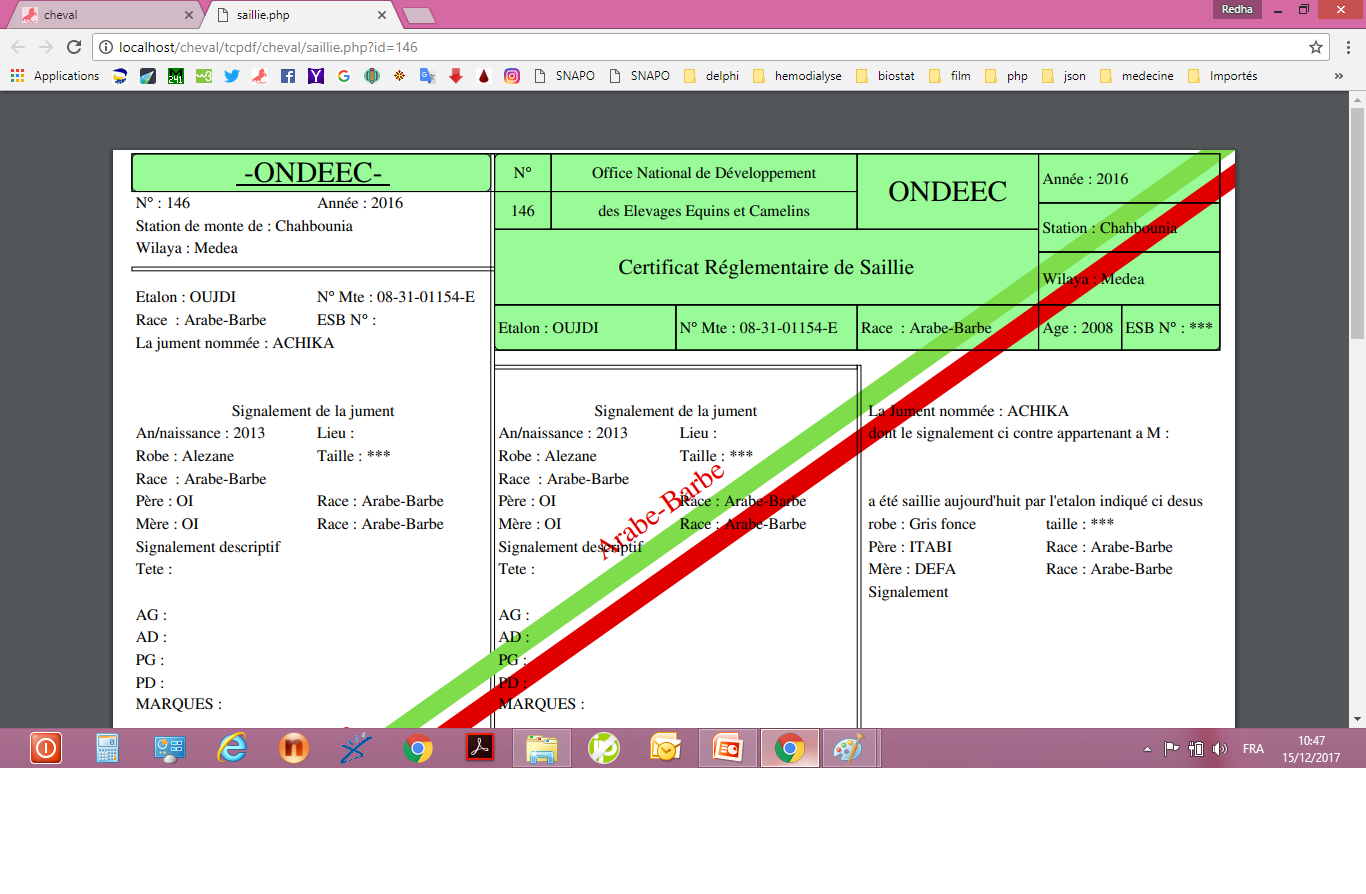 cheval
saillie.php
Redha
localhost/cheval/tcpdf/cheval/saillie.php?id=146
Applications
SNAPO
SNAPO
delphi
hemodialyse
biostat
film
php
json
medecine
Importés
»
-ONDEEC-
N° : 146 Année : 2016
Station de monte de : Chahbounia
Wilaya : Medea
Etalon : OUJDI N° Mte : 08-31-01154-E
Race : Arabe-Barbe ESB N° :
La jument nommée : ACHIKA
Signalement de la jument
An/naissance : 2013 Lieu :
Robe : Alezane Taille : ***
Race : Arabe-Barbe
Père : OI Race : Arabe-Barbe
Mère : OI Race : Arabe-Barbe
Signalement descriptif
Tete :
AG :
AD :
PG :
PD :
MARQUES :
N°
146
Office National de Développement
des Elevages Equins et Camelins
ONDEEC
Année : 2016
Station : Chahbounia
Wilaya : Medea
Certificat Réglementaire de Saillie
Etalon : OUJDI N° Mte : 08-31-01154-E Race : Arabe-Barbe Age : 2008 ESB N° : ***
Signalement de la jument
An/naissance : 2013 Lieu :
Robe : Alezane Taille : ***
Race : Arabe-Barbe
Père : OI Race : Arabe-Barbe
Mère : OI Race : Arabe-Barbe
Signalement descriptif
Tete :
AG :
AD :
PG :
PD :
MARQUES :
Arabe-Barbe
La Jument nommée : ACHIKA
dont le signalement ci contre appartenant a M :
a été saillie aujourd'huit par l'etalon indiqué ci desus
robe : Gris fonce taille : ***
Père : ITABI Race : Arabe-Barbe
Mère : DEFA Race : Arabe-Barbe
Signalement
FRA
10:47
15/12/2017